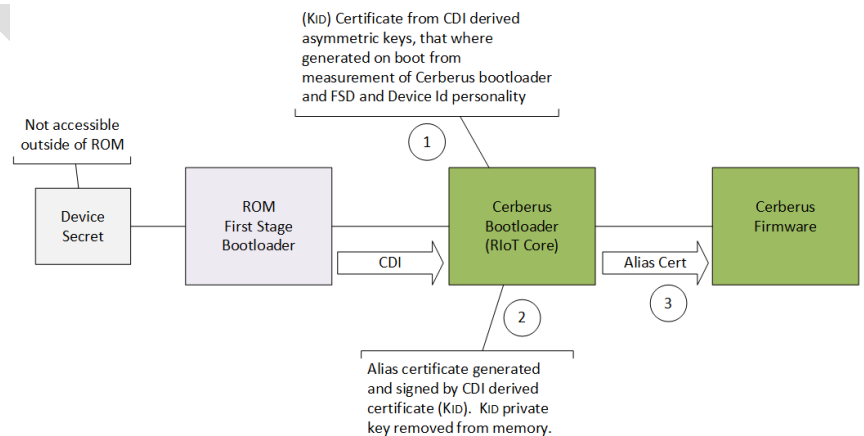 (KID) Certificate from CDI derived
asymmetric keys, that where
generated on boot from
measurement of Cerberus bootloader
and FSD and Device Id personality
Not accessible
outside of ROM
1
Device
Secret
ROM
First Stage
Bootloader
CDI
Cerberus
Bootloader
(RIoT Core)
Alias Cert
Cerberus
Firmware
2
3
Alias certificate generated
and signed by CDI derived
certificate (KID).  KID private
key removed from memory.